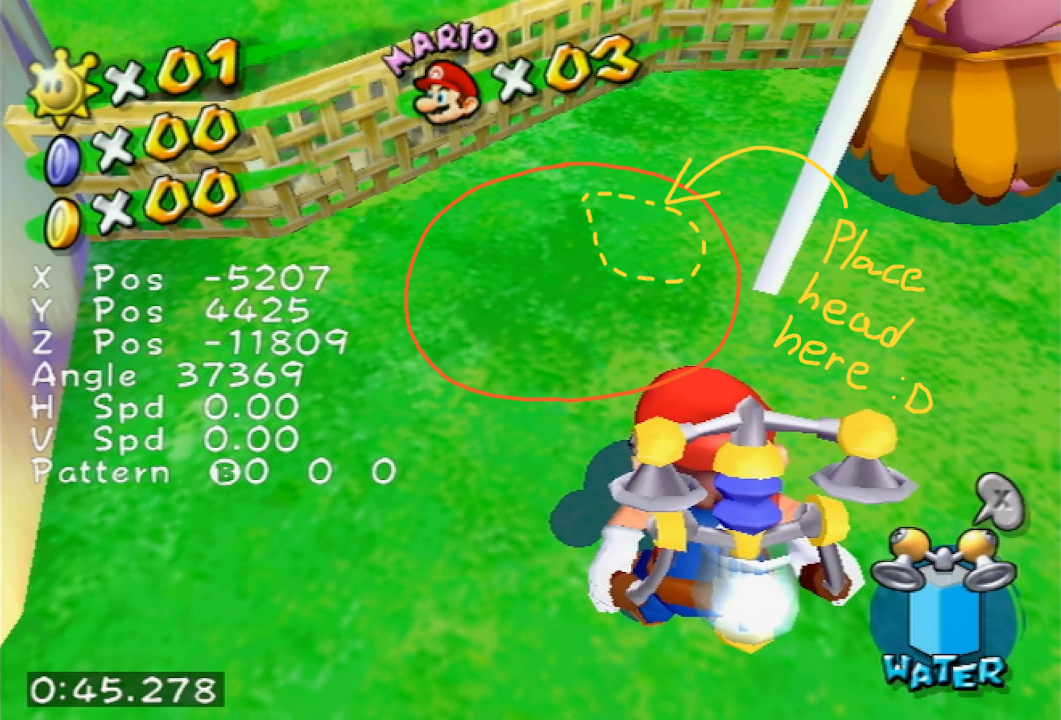 ×01
MARIO
×03
×00
×00
Place
head
here :D
X Pos -5207
Y Pos 4425
Z Pos -11809
Angle 37369
H Spd 0.00
V Spd 0.00
Pattern B0 0 0
X
WATER
0:45.278